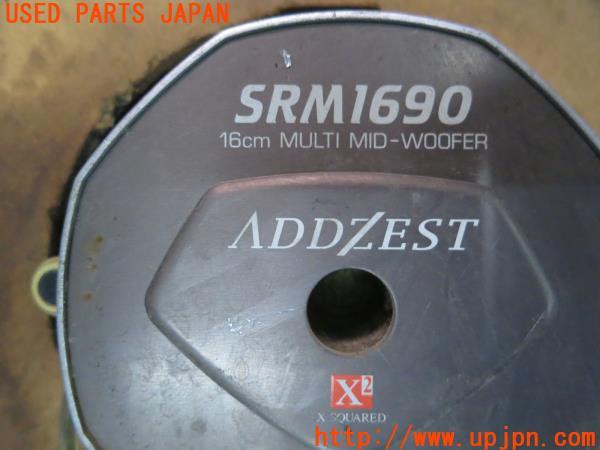 USED PARTS JAPAN
SRM1690
16cm MULTI MID-WOOFER
ADDZEST
X2
X SQUARED
http://www.upjpn.com/